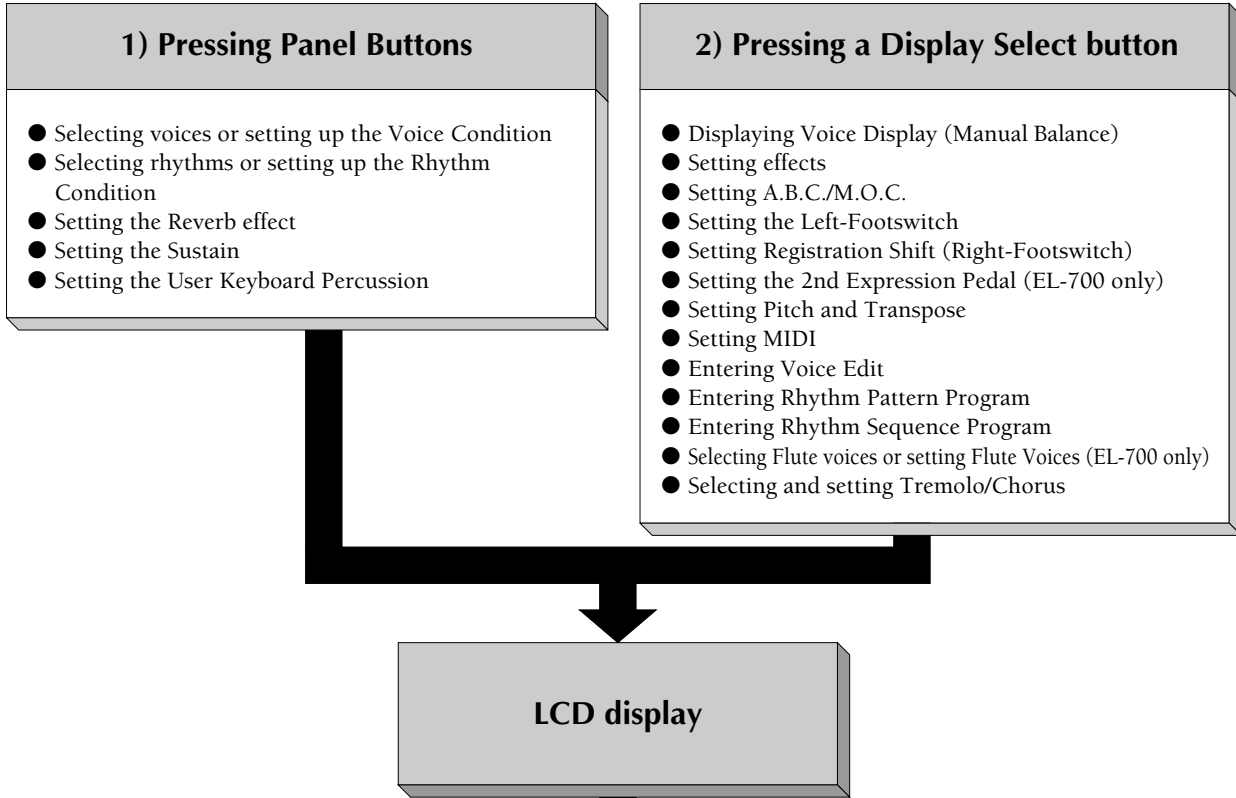 1) Pressing Panel Buttons
● Selecting voices or setting up the Voice Condition
● Selecting rhythms or setting up the Rhythm
Condition
● Setting the Reverb effect
● Setting the Sustain
● Setting the User Keyboard Percussion
2) Pressing a Display Select button
● Displaying Voice Display (Manual Balance)
● Setting effects
● Setting A.B.C./M.O.C.
● Setting the Left-Footswitch
● Setting Registration Shift (Right-Footswitch)
● Setting the 2nd Expression Pedal (EL-700 only)
● Setting Pitch and Transpose
● Setting MIDI
● Entering Voice Edit
● Entering Rhythm Pattern Program
● Entering Rhythm Sequence Program
● Selecting Flute voices or setting Flute Voices (EL-700 only)
● Selecting and setting Tremolo/Chorus
LCD display